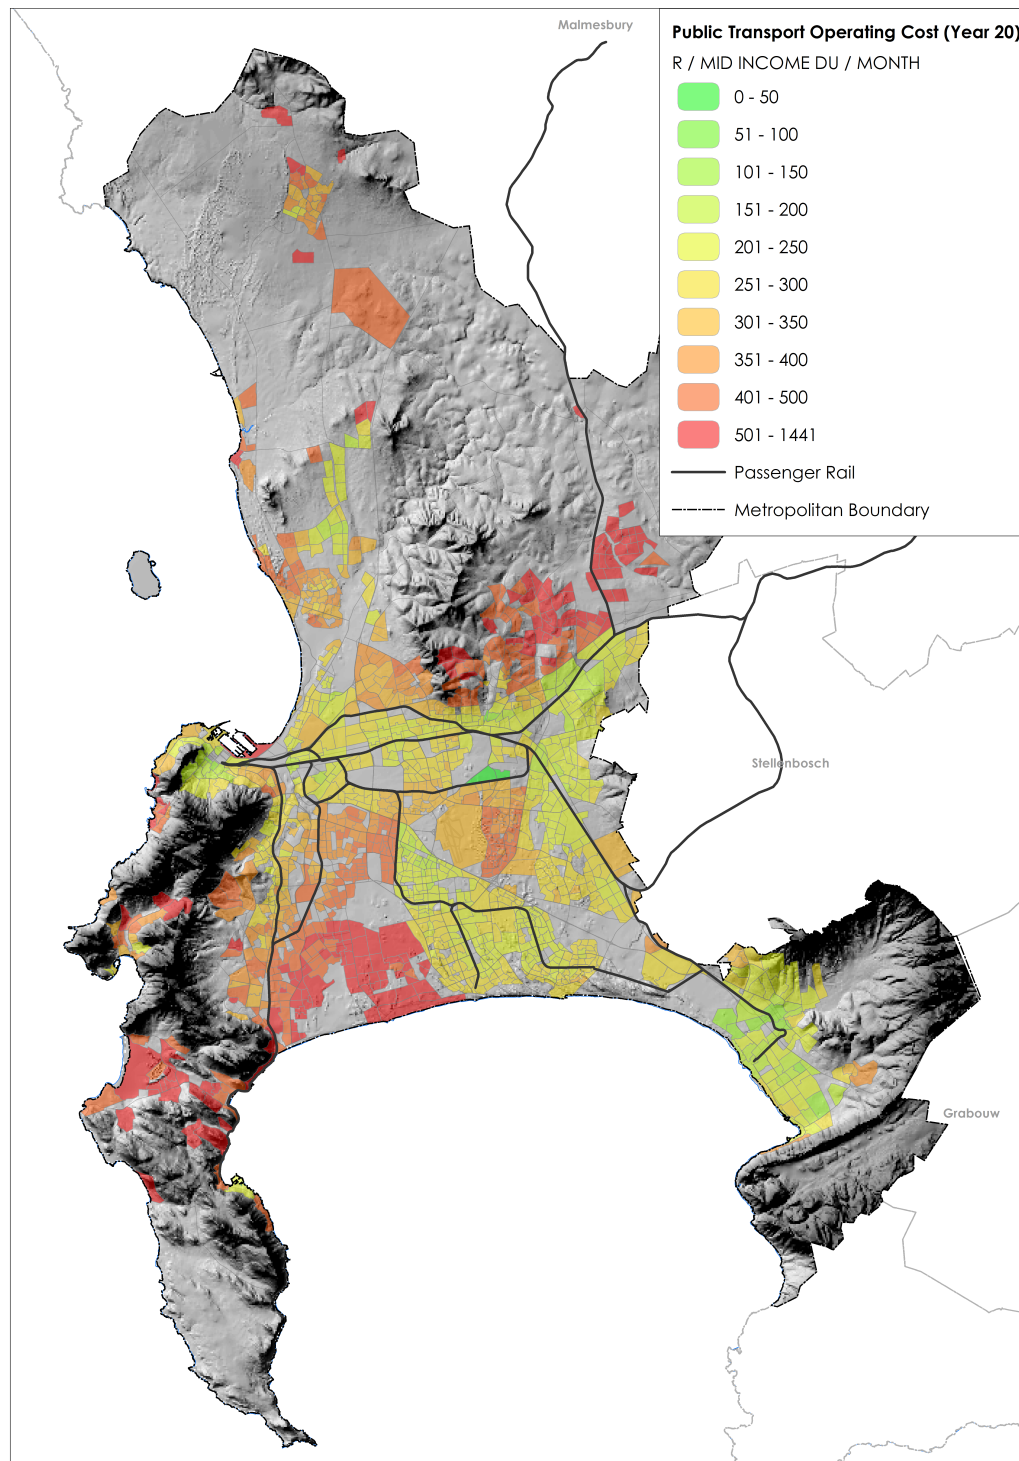 Malmesbury
Public Transport Operating Cost (Year 20)
R / MID INCOME DU / MONTH
0 - 50
51 - 100
101 - 150
151 - 200
201 - 250
251 - 300
301 - 350
351 - 400
401 - 500
501 - 1441
Passenger Rail
Metropolitan Boundary
Stellenbosch
Grabouw